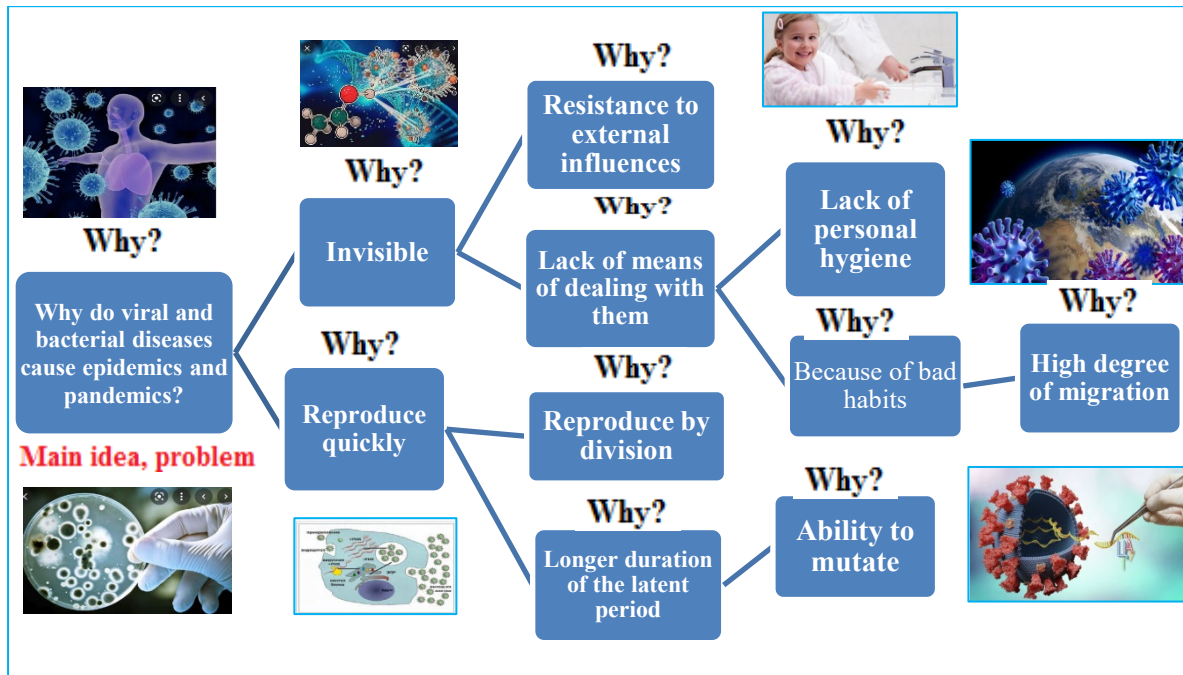 Why?
Why do viral and
bacterial diseases
cause epidemics and
pandemics?
Main idea, problem
Why?
Invisible
Why?
Reproduce
quickly
Why?
Resistance to
external
influences
Why?
Lack of means
of dealing with
them
Why?
Reproduce by
division
Why?
Longer duration
of the latent
period
Why?
Lack of
personal
hygiene
Why?
Because of bad
habits
Why?
Ability to
mutate
Why?
High degree
of migration